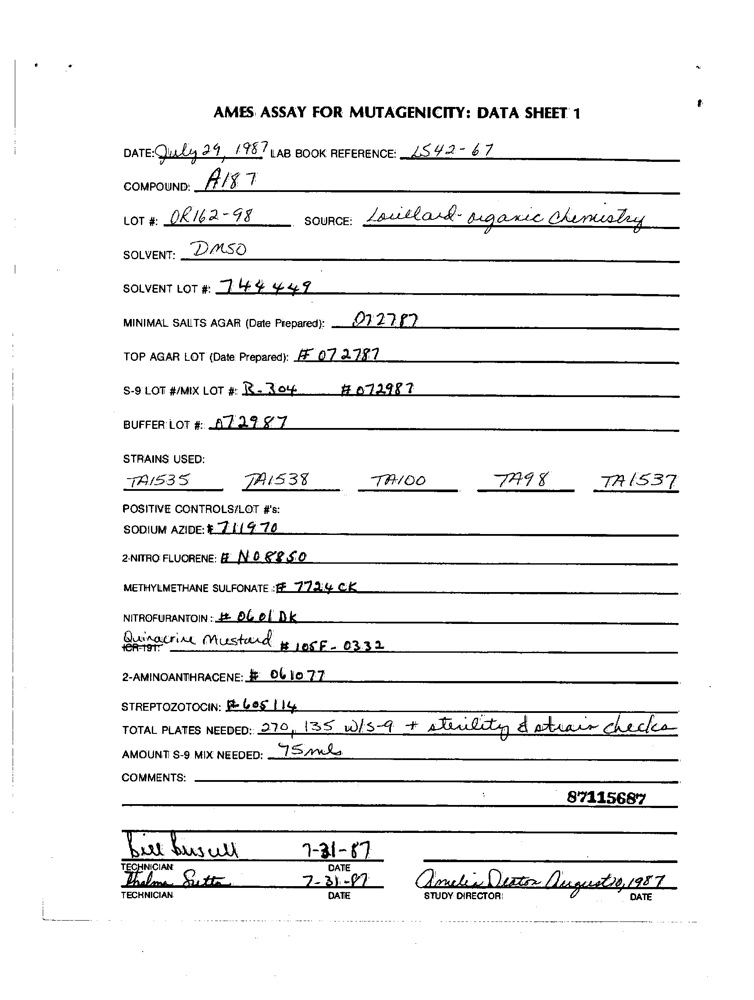 AMES ASSAY FOR MUTAGENICITY: DATA SHEET 1
DATE: July 29, 1987 LAB BOOK REFERENCE: LS42-67
COMPOUND: A187
LOT #: OR162-98 SOURCE: Lorillard-organic Chemistry
SOLVENT: DMSO
SOLVENT LOT #: 744449
MINIMAL SALTS AGAR (Date Prepared): 072787
TOP AGAR LOT (Date Prepared): # 072787
S-9 LOT #/MIX LOT #: R-304 #072987
BUFFER LOT #: 072987
STRAINS USED:
TA1535 TA1538 TA100 TA98 TA1537
POSITIVE CONTROLS/LOT #'s:
SODIUM AZIDE: # 711970
2-NITRO FLUORENE: # N08850
METHYLMETHANE SULFONATE: # 7724 CK
NITROFURANTOIN: # 0601 DK
Quinacrine Mustard # 105F-0332
ICR-191:
2-AMINOANTHRACENE: # 061077
STREPTOZOTOCIN: # 605114
TOTAL PLATES NEEDED: 270, 135 W/S-9 + sterility & strain checks
AMOUNT S-9 MIX NEEDED: 75mls
COMMENTS:
87115687
7-31-87
TECHNICIAN DATE
Thelma Sutton 7-31-87 Amelia Deaton August 10, 1987
TECHNICIAN DATE STUDY DIRECTOR DATE